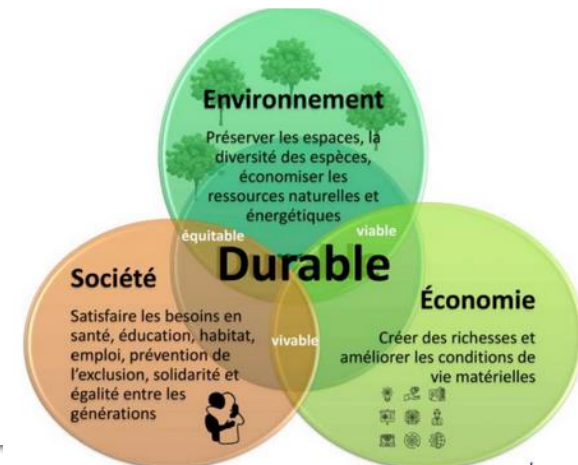 Environnement
Préserver les espaces, la
diversité des espèces,
économiser les
ressources naturelles et
énergétiques
équitable
viable
Durable
Société
Satisfaire les besoins en
santé, éducation, habitat,
emploi, prévention de
l'exclusion, solidarité et
égalité entre les
générations
vivable
Économie
Créer des richesses et
améliorer les conditions de
vie matérielles